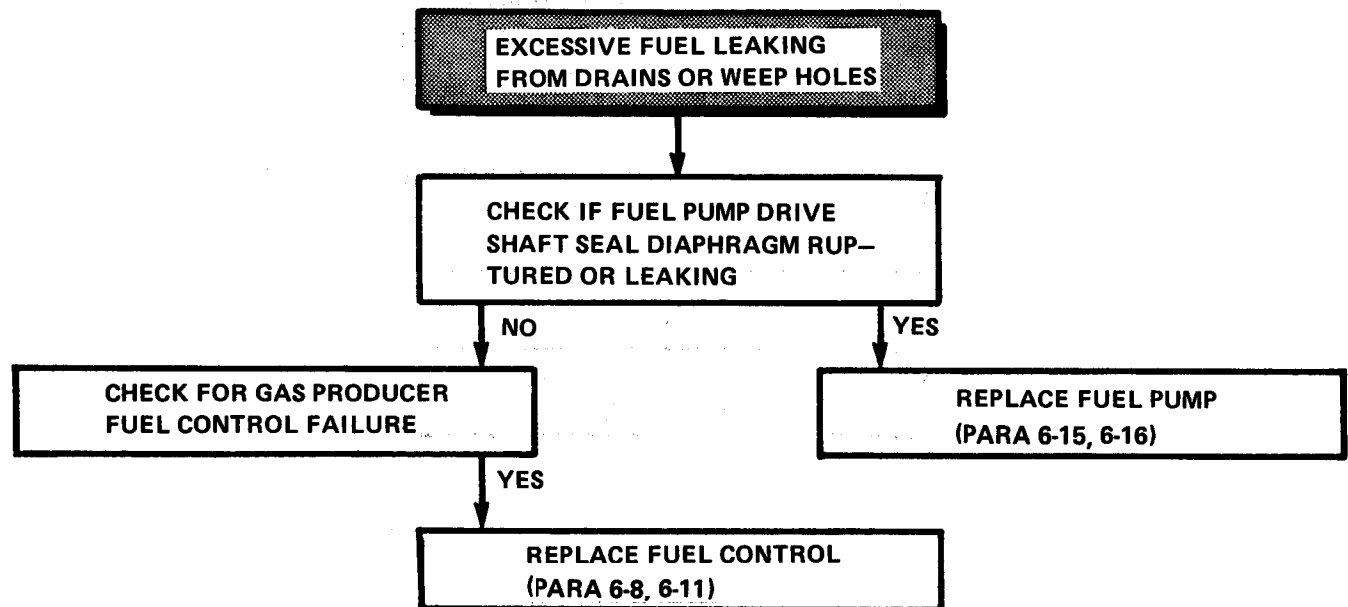 EXCESSIVE FUEL LEAKING
FROM DRAINS OR WEEP HOLES
CHECK IF FUEL PUMP DRIVE
SHAFT SEAL DIAPHRAGM RUP–
TURED OR LEAKING
NO
YES
CHECK FOR GAS PRODUCER
FUEL CONTROL FAILURE
REPLACE FUEL PUMP
(PARA 6-15, 6-16)
YES
REPLACE FUEL CONTROL
(PARA 6-8, 6-11)